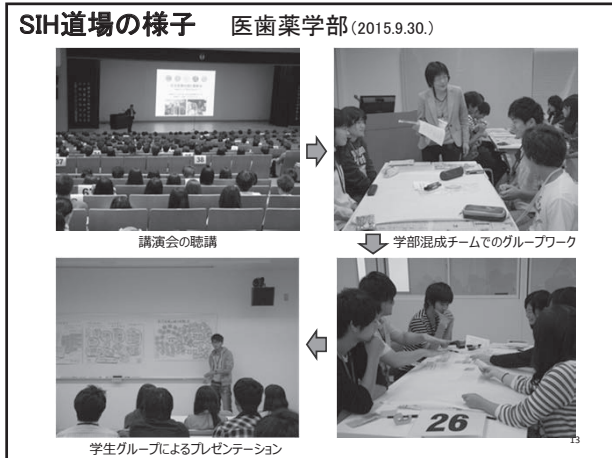 SIH道場の様子 医歯薬学部(2015.9.30.)
37
38
講演会の聴講
学部混成チームでのグループワーク
26
学生グループによるプレゼンテーション
13